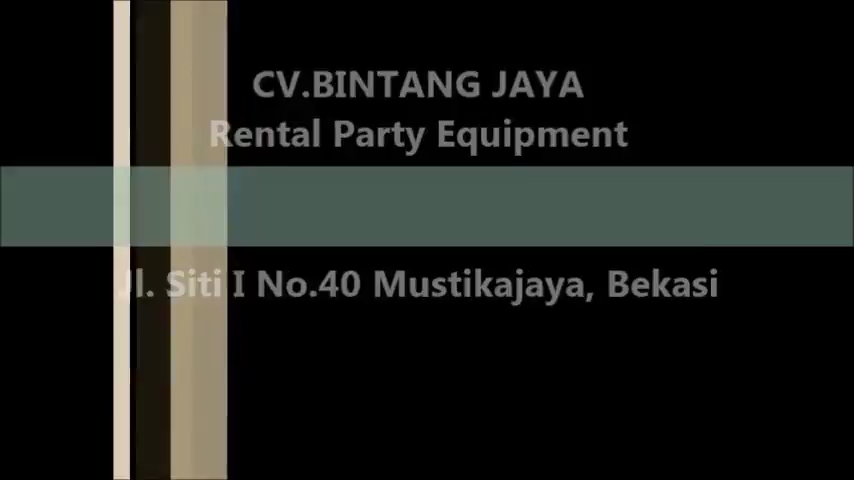 CV.BINTANG JAYA
Rental Party Equipment
Jl. Siti I No.40 Mustikajaya, Bekasi